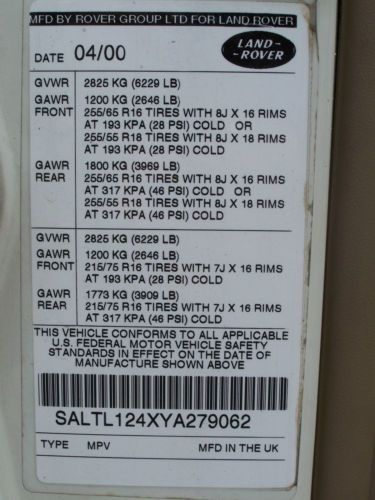 MFD BY ROVER GROUP LTD FOR LAND ROVER
DATE 04/00
LAND-
-ROVER
GVWR 2825 KG (6229 LB)
GAWR 1200 KG (2646 LB)
FRONT 255/65 R16 TIRES WITH 8J X 16 RIMS
AT 193 KPA (28 PSI) COLD OR
255/55 R18 TIRES WITH 8J X 18 RIMS
AT 193 KPA (28 PSI) COLD
GAWR 1800 KG (3969 LB)
REAR 255/65 R16 TIRES WITH 8J X 16 RIMS
AT 317 KPA (46 PSI) COLD OR
255/55 R18 TIRES WITH 8J X 18 RIMS
AT 317 KPA (46 PSI) COLD
GVWR 2825 KG (6229 LB)
GAWR 1200 KG (2646 LB)
FRONT 215/75 R16 TIRES WITH 7J X 16 RIMS
AT 193 KPA (28 PSI) COLD
GAWR 1773 KG (3909 LB)
REAR 215/75 R16 TIRES WITH 7J X 16 RIMS
AT 317 KPA (46 PSI) COLD
THIS VEHICLE CONFORMS TO ALL APPLICABLE
U.S. FEDERAL MOTOR VEHICLE SAFETY
STANDARDS IN EFFECT ON THE DATE OF
MANUFACTURE SHOWN ABOVE
SALTL124XYA279062
TYPE MPV MFD IN THE UK